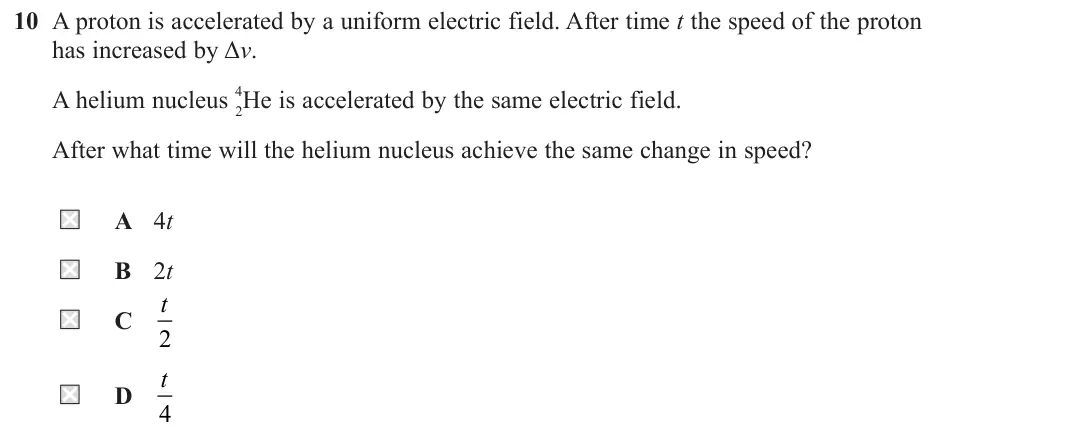 10 A proton is accelerated by a uniform electric field. After time t the speed of the proton
has increased by Δv.
A helium nucleus ⁴₂He is accelerated by the same electric field.
After what time will the helium nucleus achieve the same change in speed?
A 4t
B 2t
C t/2
D t/4